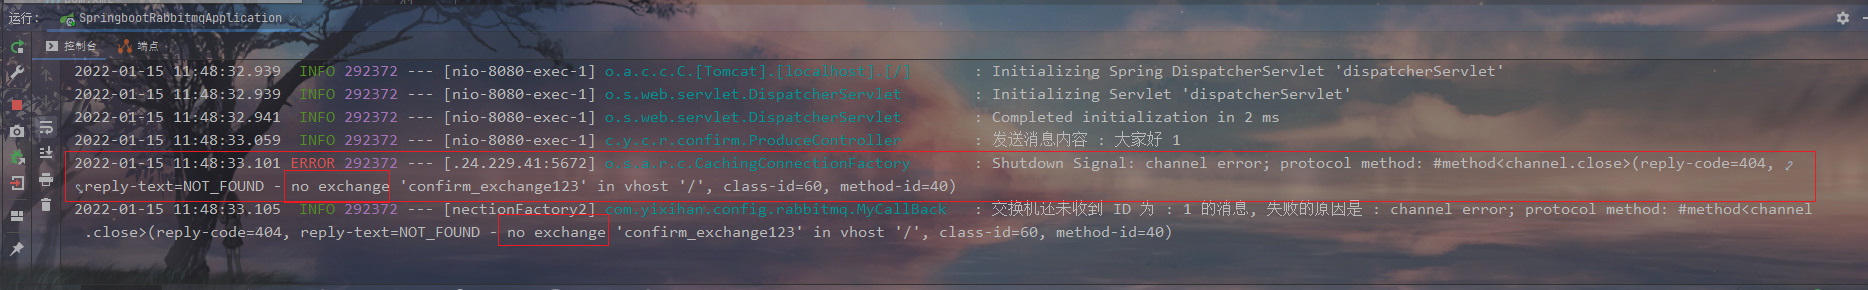 运行: SpringbootRabbitmqApplication
控制台 端点
2022-01-15 11:48:32.939  INFO 292372 --- [nio-8080-exec-1] o.a.c.c.C.[Tomcat].[localhost].[/]       : Initializing Spring DispatcherServlet 'dispatcherServlet'
2022-01-15 11:48:32.939  INFO 292372 --- [nio-8080-exec-1] o.s.web.servlet.DispatcherServlet        : Initializing Servlet 'dispatcherServlet'
2022-01-15 11:48:32.941  INFO 292372 --- [nio-8080-exec-1] o.s.web.servlet.DispatcherServlet        : Completed initialization in 2 ms
2022-01-15 11:48:33.059  INFO 292372 --- [nio-8080-exec-1] c.y.c.r.confirm.ProduceController        : 发送消息内容 : 大家好 1
2022-01-15 11:48:33.101 ERROR 292372 --- [.24.229.41:5672] o.s.a.r.c.CachingConnectionFactory       : Shutdown Signal: channel error; protocol method: #method<channel.close>(reply-code=404,
reply-text=NOT_FOUND - no exchange 'confirm_exchange123' in vhost '/', class-id=60, method-id=40)
2022-01-15 11:48:33.105  INFO 292372 --- [nectionFactory2] com.yixihan.config.rabbitmq.MyCallBack   : 交换机还未收到 ID 为 : 1 的消息, 失败的原因是 : channel error; protocol method: #method<channel
.close>(reply-code=404, reply-text=NOT_FOUND - no exchange 'confirm_exchange123' in vhost '/', class-id=60, method-id=40)